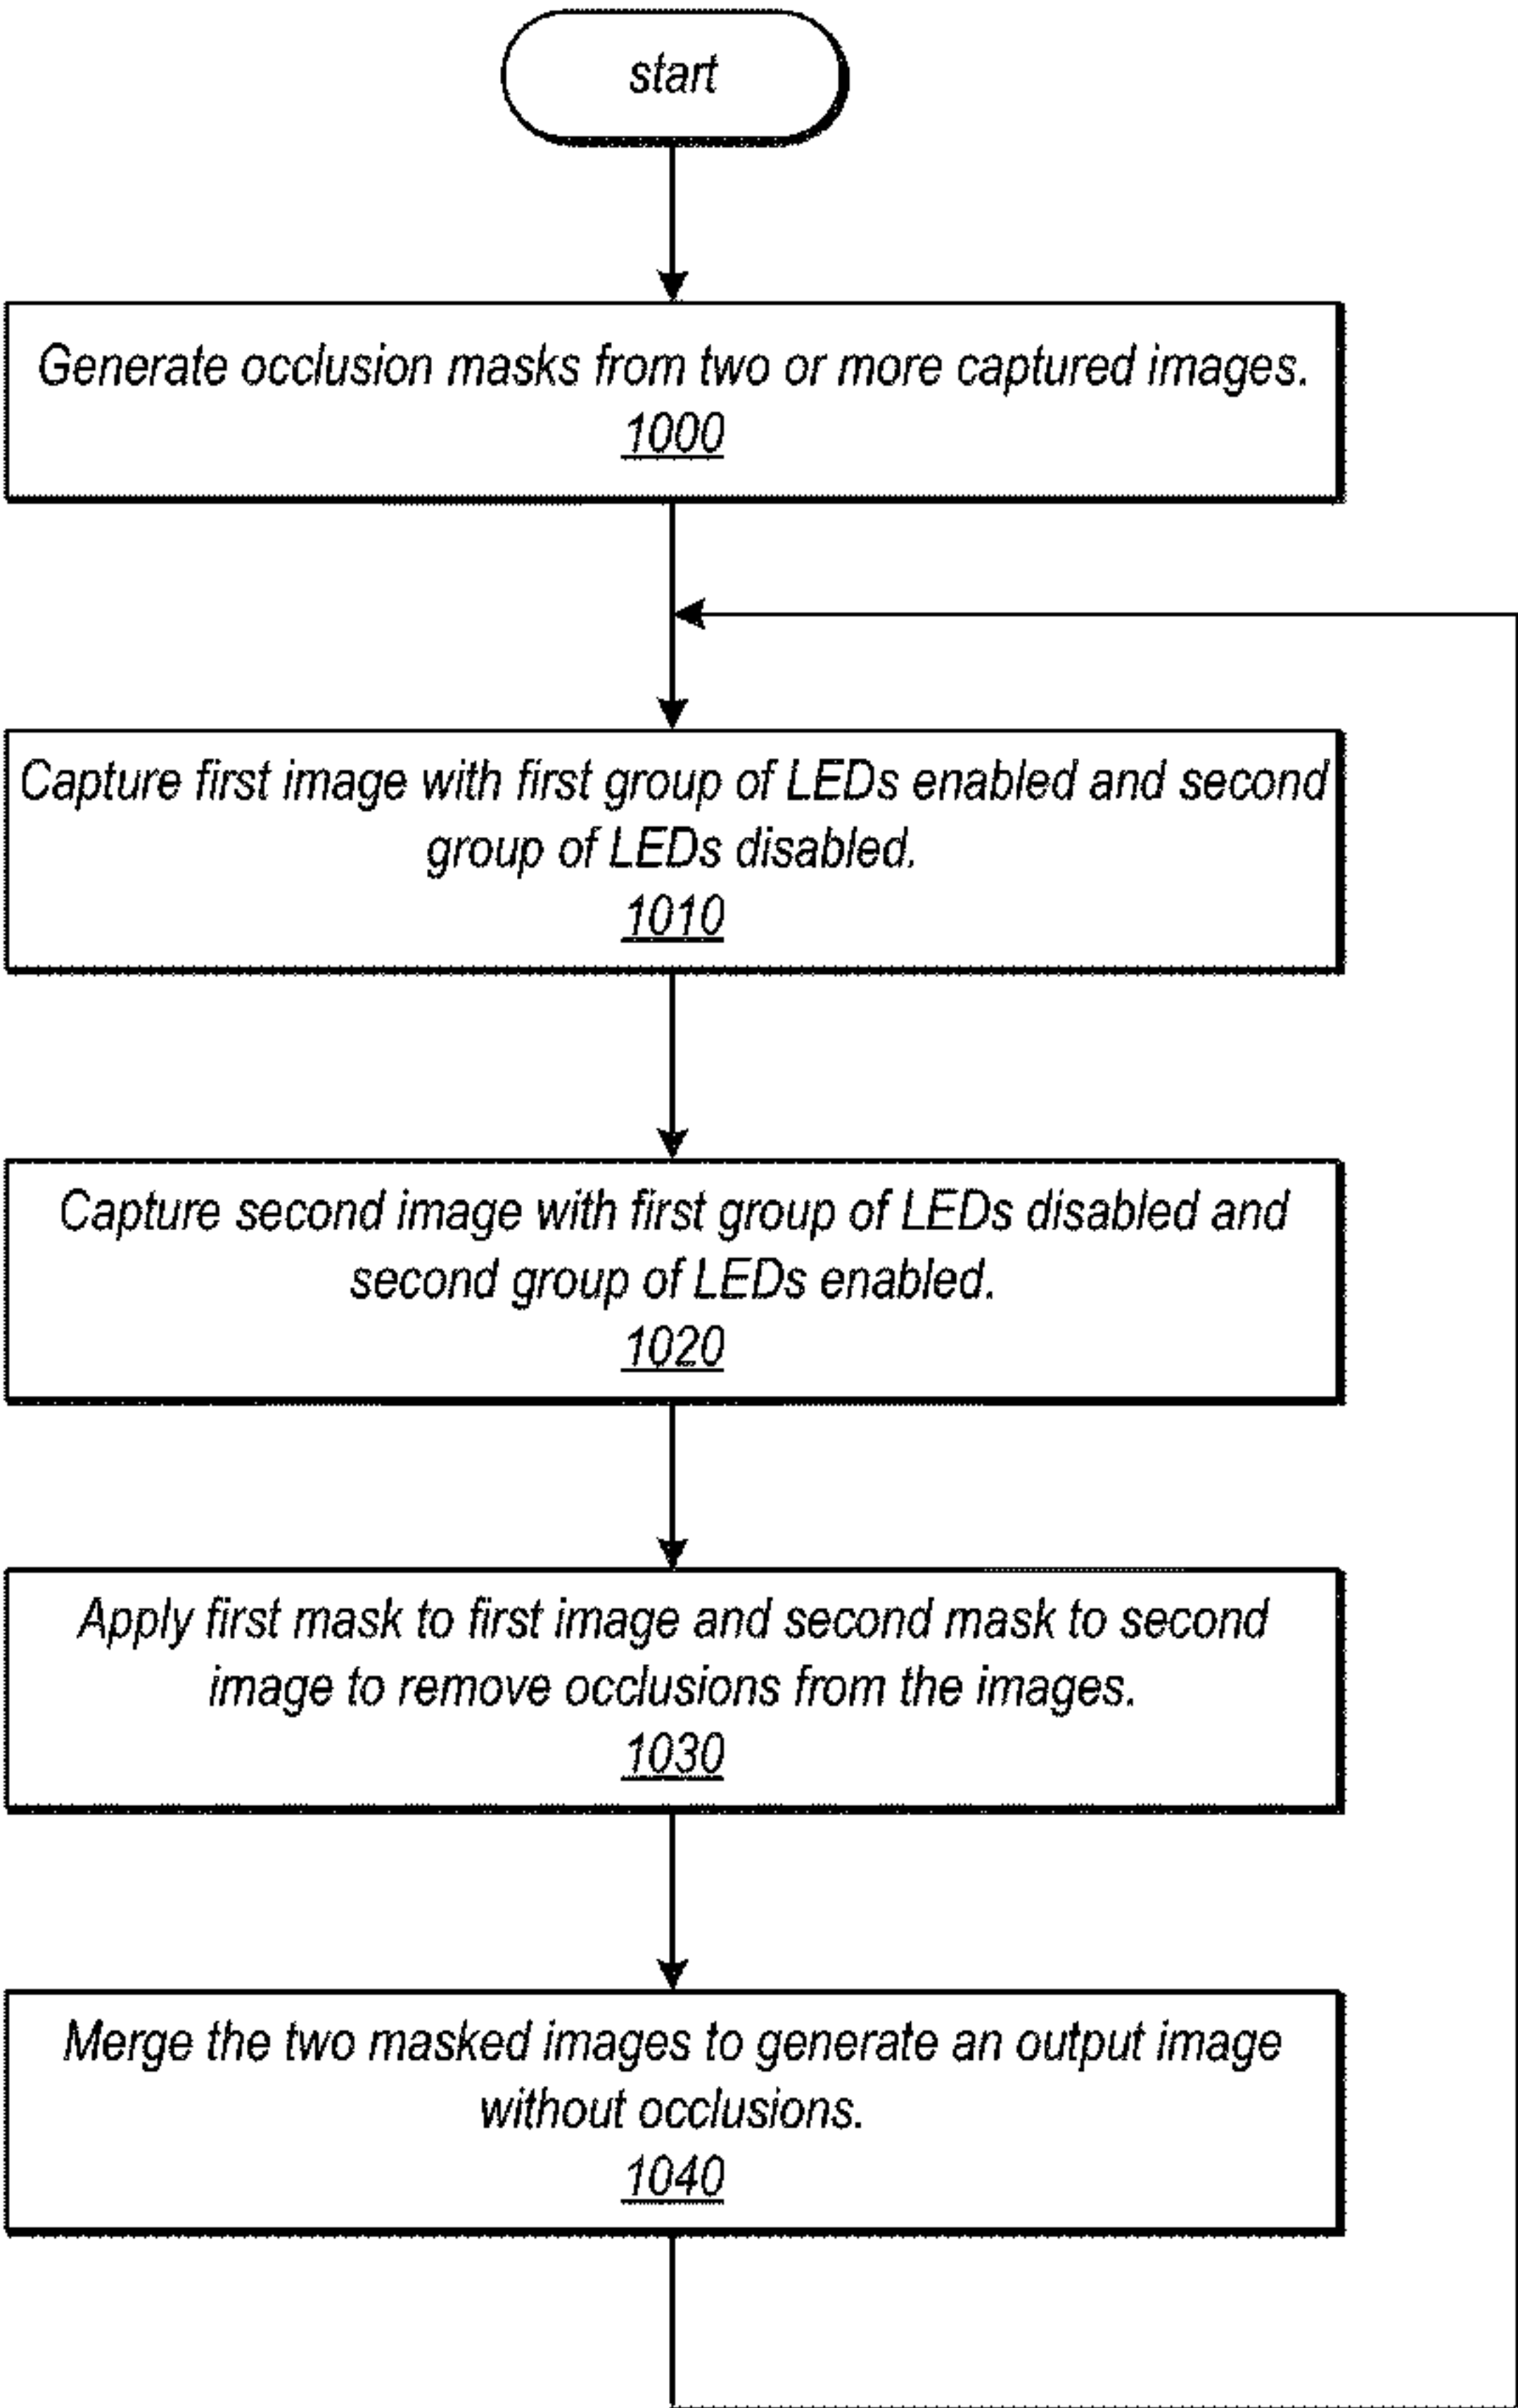 start
Generate occlusion masks from two or more captured images.
1000
Capture first image with first group of LEDs enabled and second
group of LEDs disabled.
1010
Capture second image with first group of LEDs disabled and
second group of LEDs enabled.
1020
Apply first mask to first image and second mask to second
image to remove occlusions from the images.
1030
Merge the two masked images to generate an output image
without occlusions.
1040